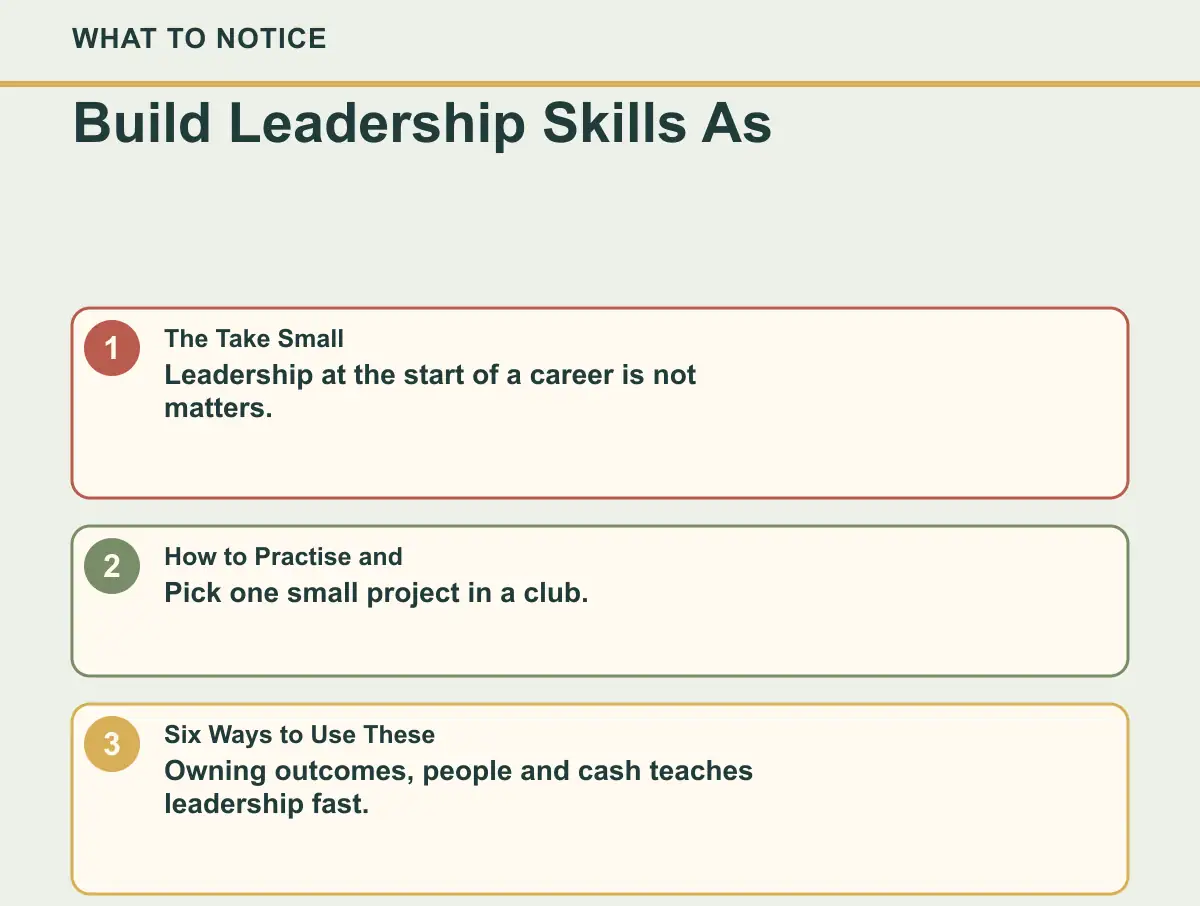 WHAT TO NOTICE
Build Leadership Skills As
1
The Take Small
Leadership at the start of a career is not
matters.
2
How to Practise and
Pick one small project in a club.
3
Six Ways to Use These
Owning outcomes, people and cash teaches
leadership fast.